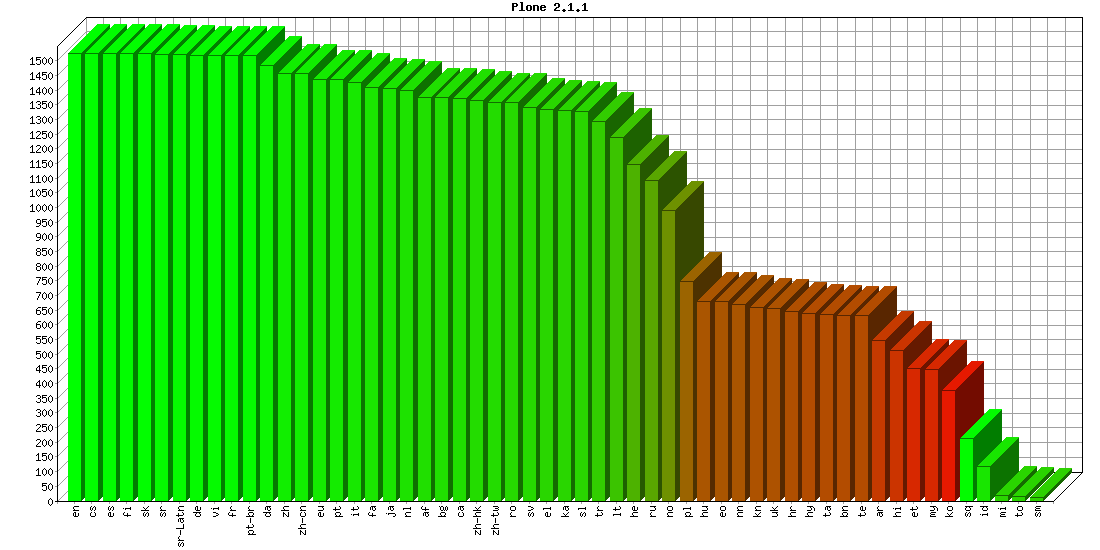 Plone 2.1.1
1500
1450
1400
1350
1300
1250
1200
1150
1100
1050
1000
950
900
850
800
750
700
650
600
550
500
450
400
350
300
250
200
150
100
50
0
en
cs
es
fi
sk
sr
sr-Latn
de
vi
fr
pt-br
da
zh
zh-cn
eu
pt
it
fa
ja
nl
af
bg
ca
zh-hk
zh-tw
ro
sv
el
ka
sl
tr
lt
he
ru
no
pl
hu
eo
nn
kn
uk
hr
hy
ta
bn
te
ar
hi
et
my
ko
sq
id
mi
to
sm